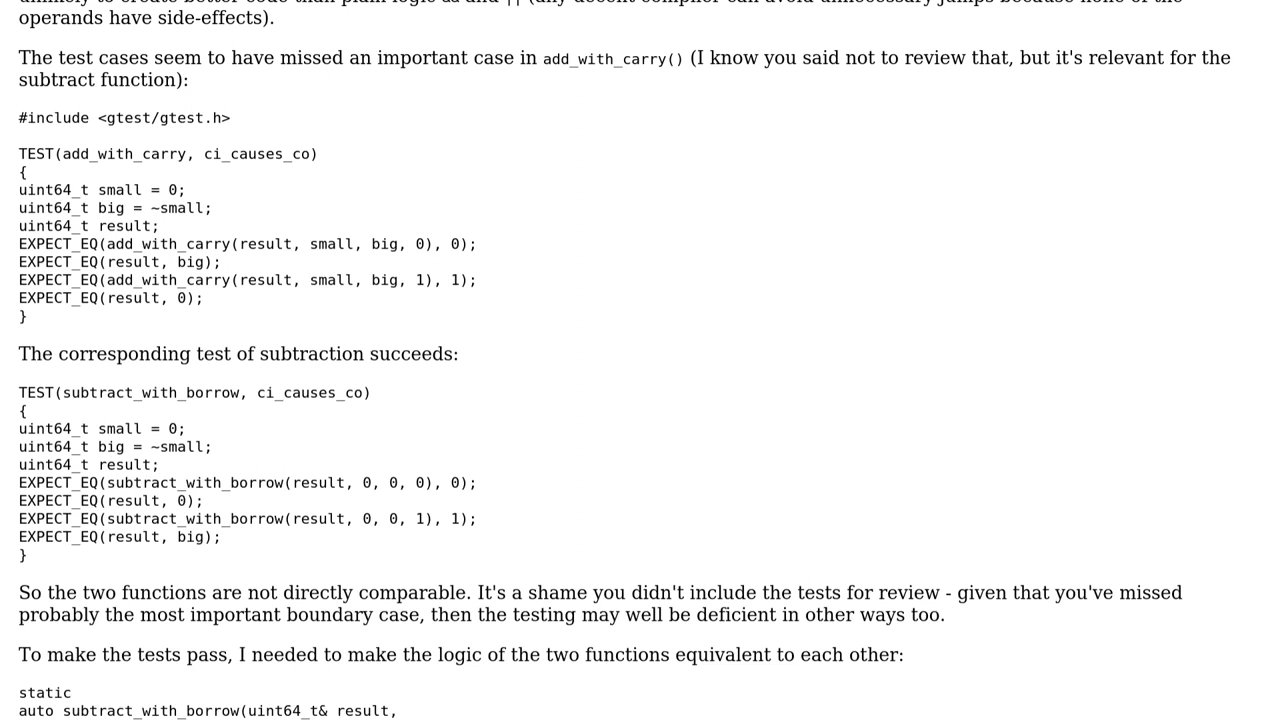 operands have side-effects).
The test cases seem to have missed an important case in add_with_carry() (I know you said not to review that, but it's relevant for the
subtract function):
#include <gtest/gtest.h>
TEST(add_with_carry, ci_causes_co)
{
uint64_t small = 0;
uint64_t big = ~small;
uint64_t result;
EXPECT_EQ(add_with_carry(result, small, big, 0), 0);
EXPECT_EQ(result, big);
EXPECT_EQ(add_with_carry(result, small, big, 1), 1);
EXPECT_EQ(result, 0);
}
The corresponding test of subtraction succeeds:
TEST(subtract_with_borrow, ci_causes_co)
{
uint64_t small = 0;
uint64_t big = ~small;
uint64_t result;
EXPECT_EQ(subtract_with_borrow(result, 0, 0, 0), 0);
EXPECT_EQ(result, 0);
EXPECT_EQ(subtract_with_borrow(result, 0, 0, 1), 1);
EXPECT_EQ(result, big);
}
So the two functions are not directly comparable. It's a shame you didn't include the tests for review - given that you've missed
probably the most important boundary case, then the testing may well be deficient in other ways too.
To make the tests pass, I needed to make the logic of the two functions equivalent to each other:
static
auto subtract_with_borrow(uint64_t& result,